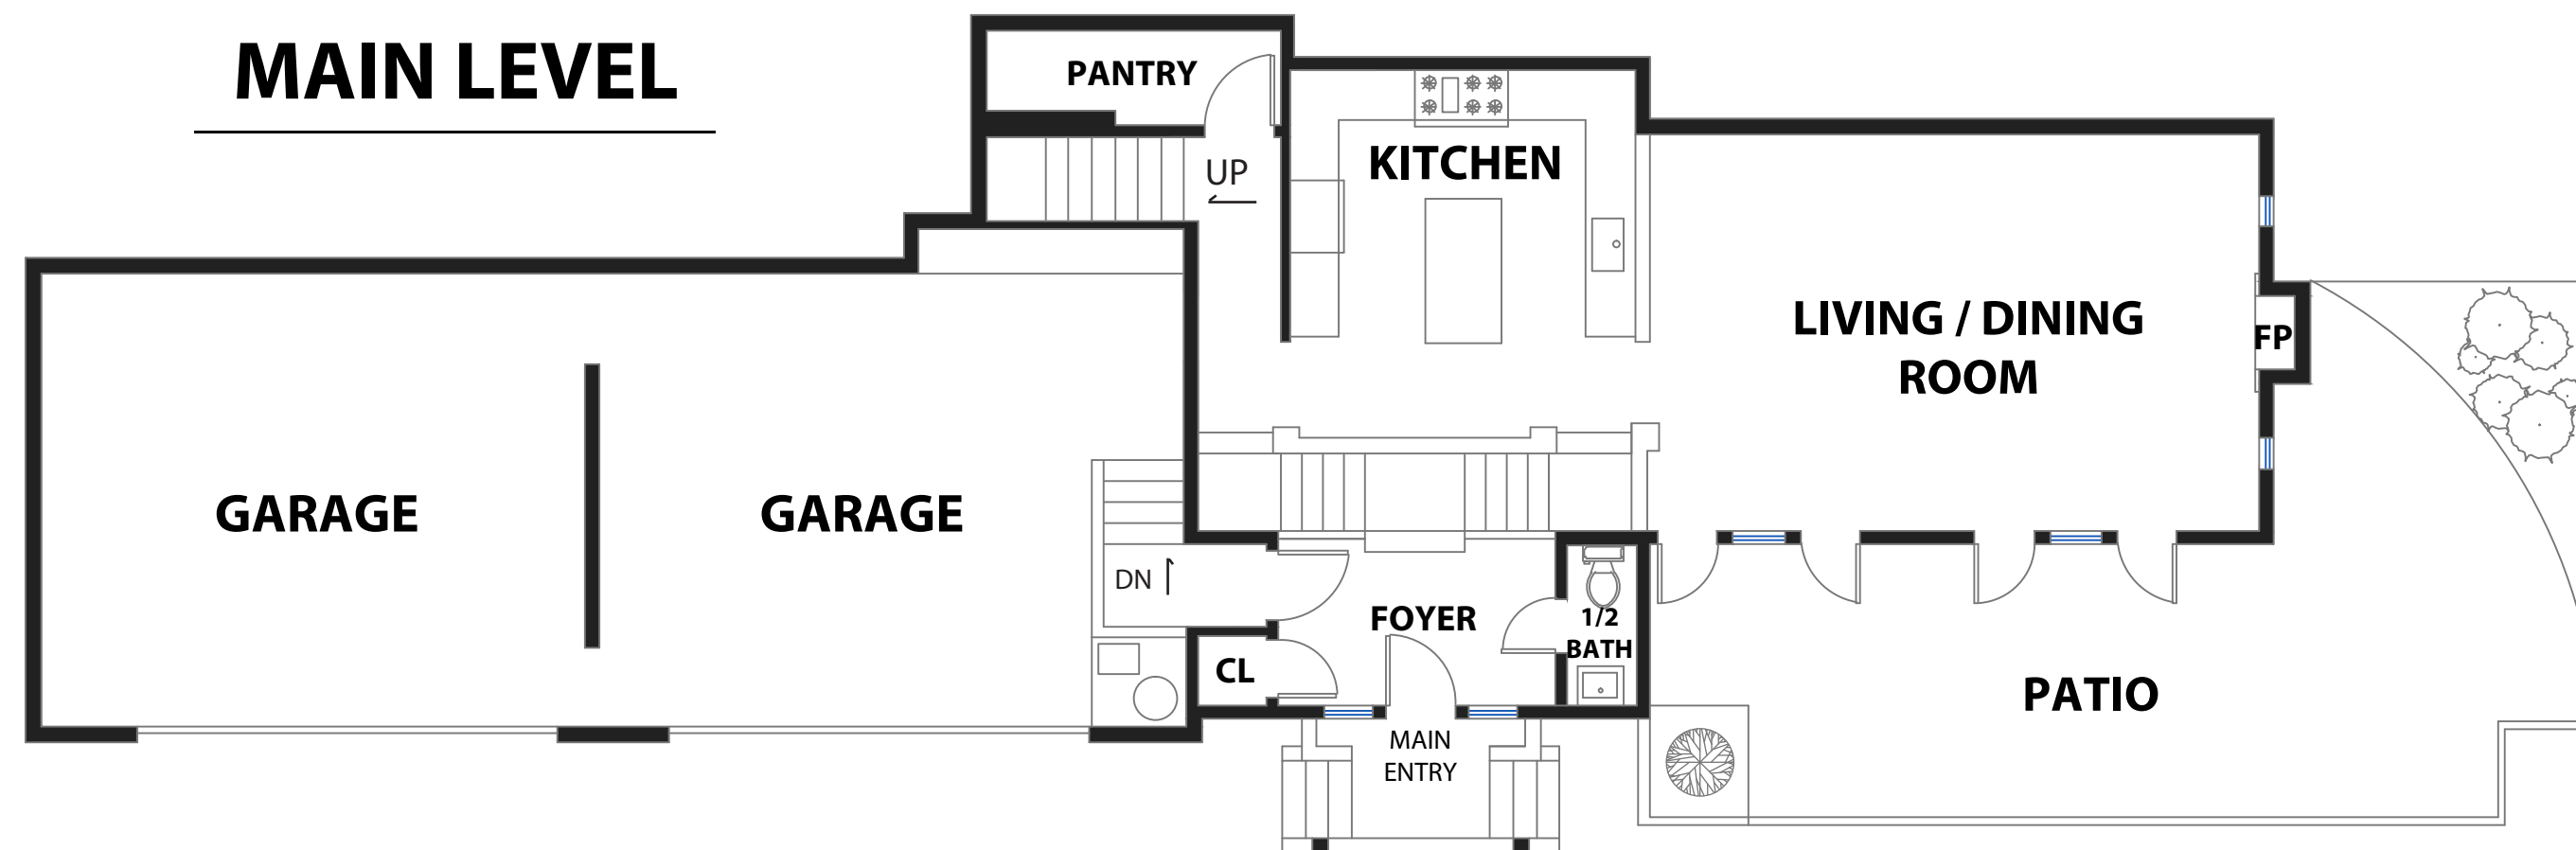 MAIN LEVEL
PANTRY
UP
KITCHEN
LIVING / DINING
ROOM
FP
GARAGE
GARAGE
DN
FOYER
1/2
BATH
CL
PATIO
MAIN
ENTRY